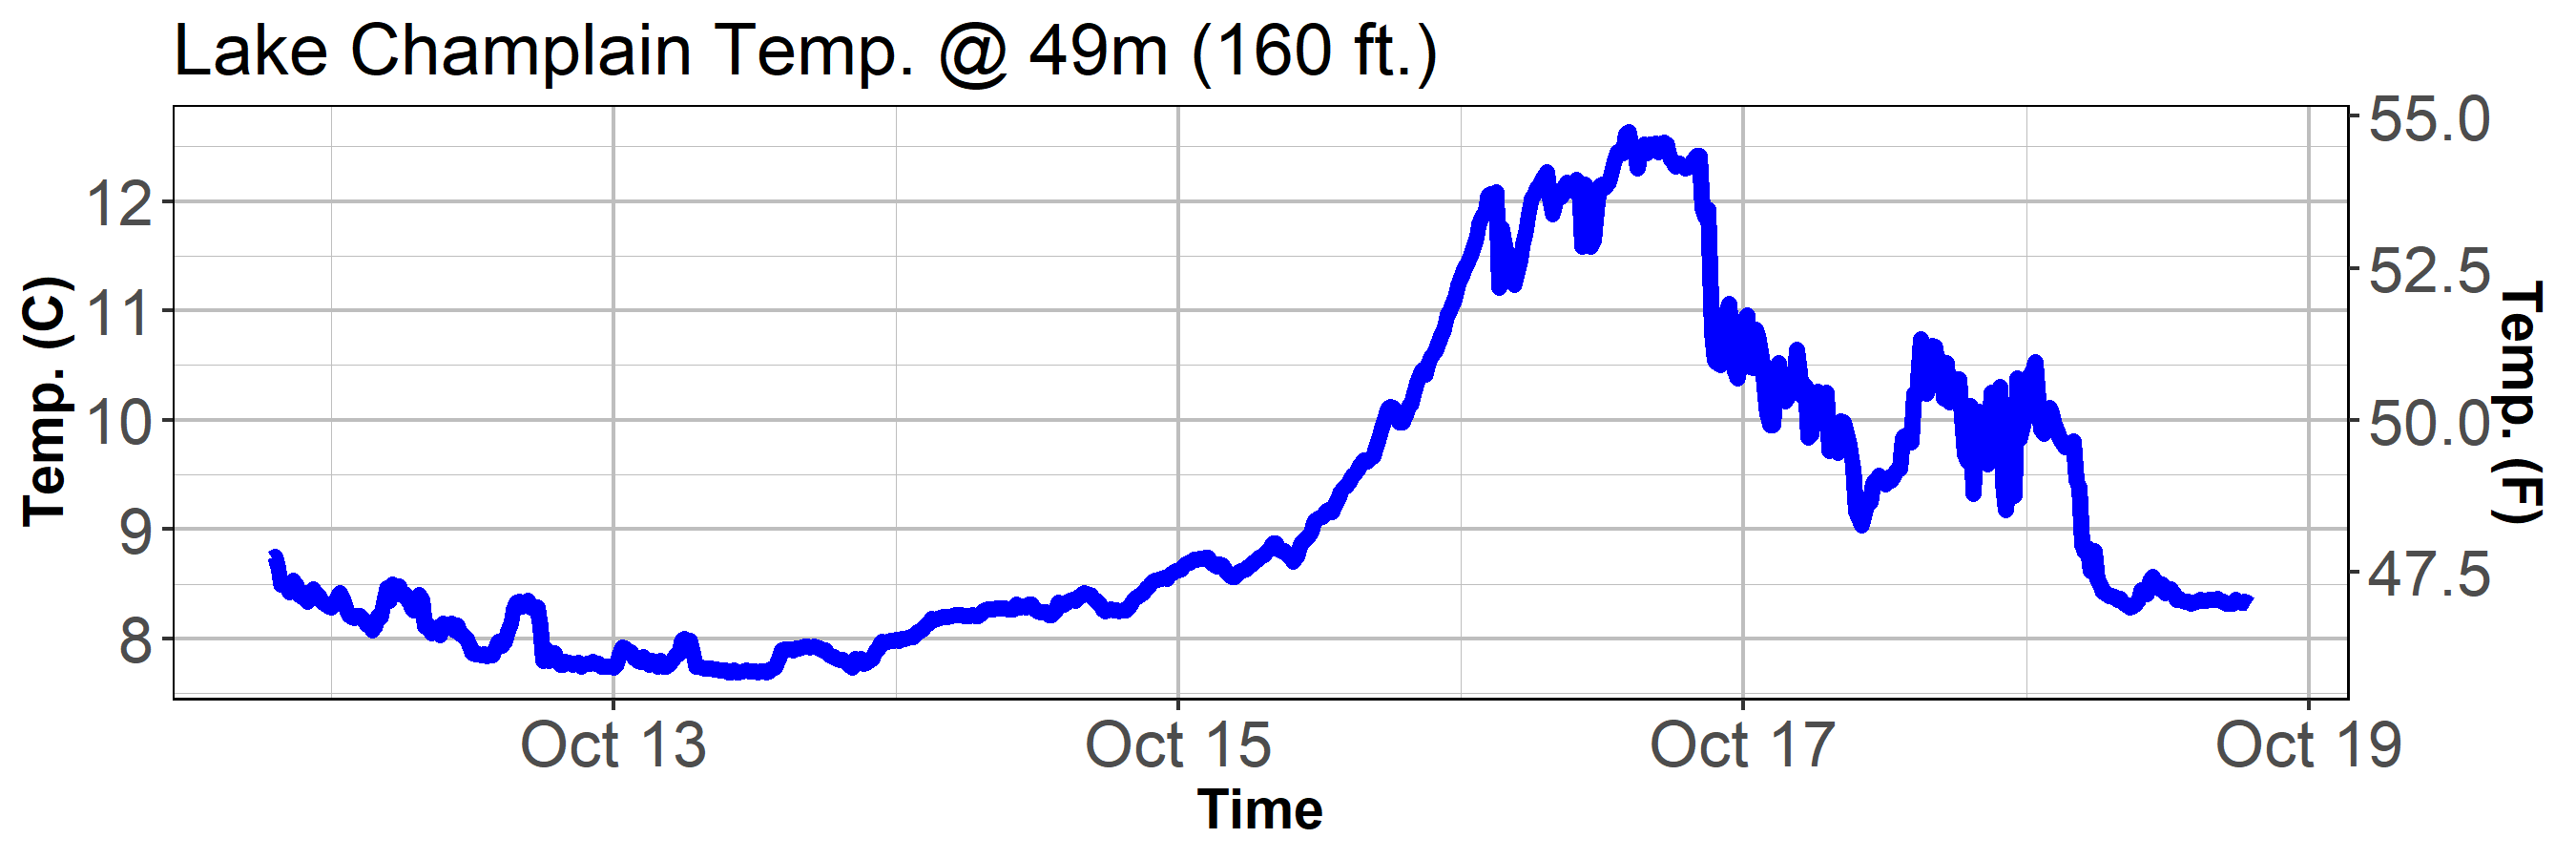 Lake Champlain Temp. @ 49m (160 ft.)
Temp. (C)
12
11
10
9
8
55.0
52.5
50.0
47.5
Temp. (F)
Oct 13 Oct 15 Oct 17 Oct 19
Time